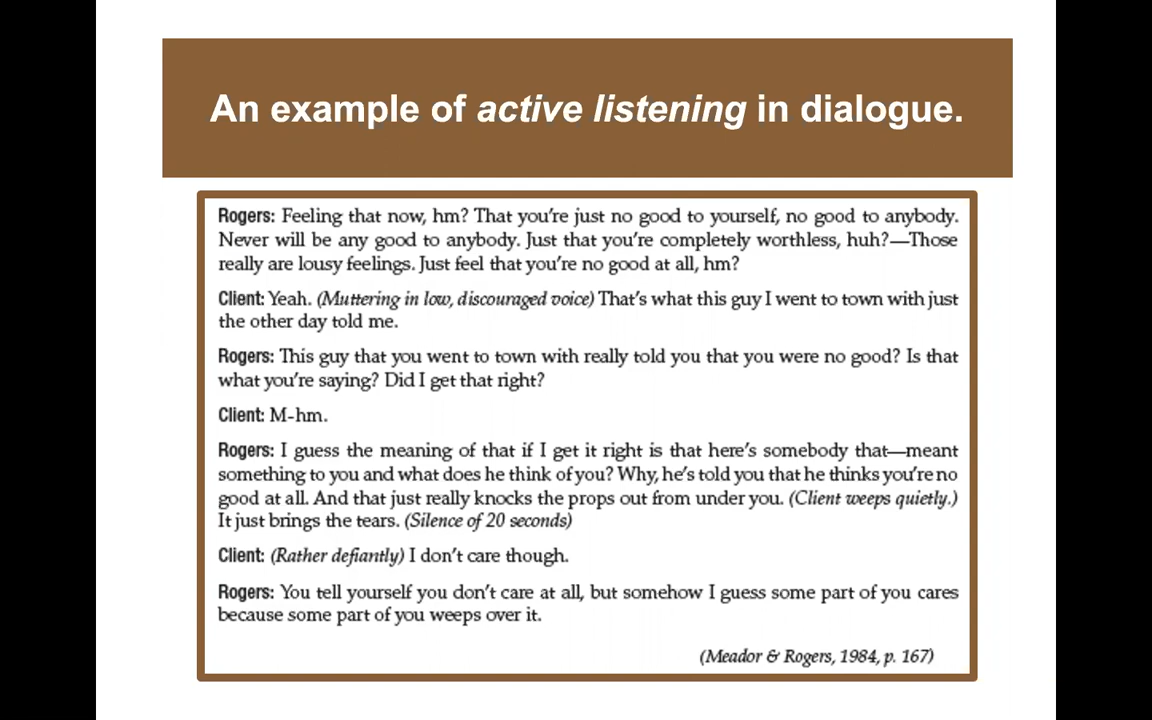 An example of active listening in dialogue.
Rogers: Feeling that now, hm? That you're just no good to yourself, no good to anybody.
Never will be any good to anybody. Just that you're completely worthless, huh?—Those
really are lousy feelings. Just feel that you're no good at all, hm?
Client: Yeah. (Muttering in low, discouraged voice) That's what this guy I went to town with just
the other day told me.
Rogers: This guy that you went to town with really told you that you were no good? Is that
what you're saying? Did I get that right?
Client: M-hm.
Rogers: I guess the meaning of that if I get it right is that here's somebody that—meant
something to you and what does he think of you? Why, he's told you that he thinks you're no
good at all. And that just really knocks the props out from under you. (Client weeps quietly.)
It just brings the tears. (Silence of 20 seconds)
Client: (Rather defiantly) I don't care though.
Rogers: You tell yourself you don't care at all, but somehow I guess some part of you cares
because some part of you weeps over it.
(Meador & Rogers, 1984, p. 167)